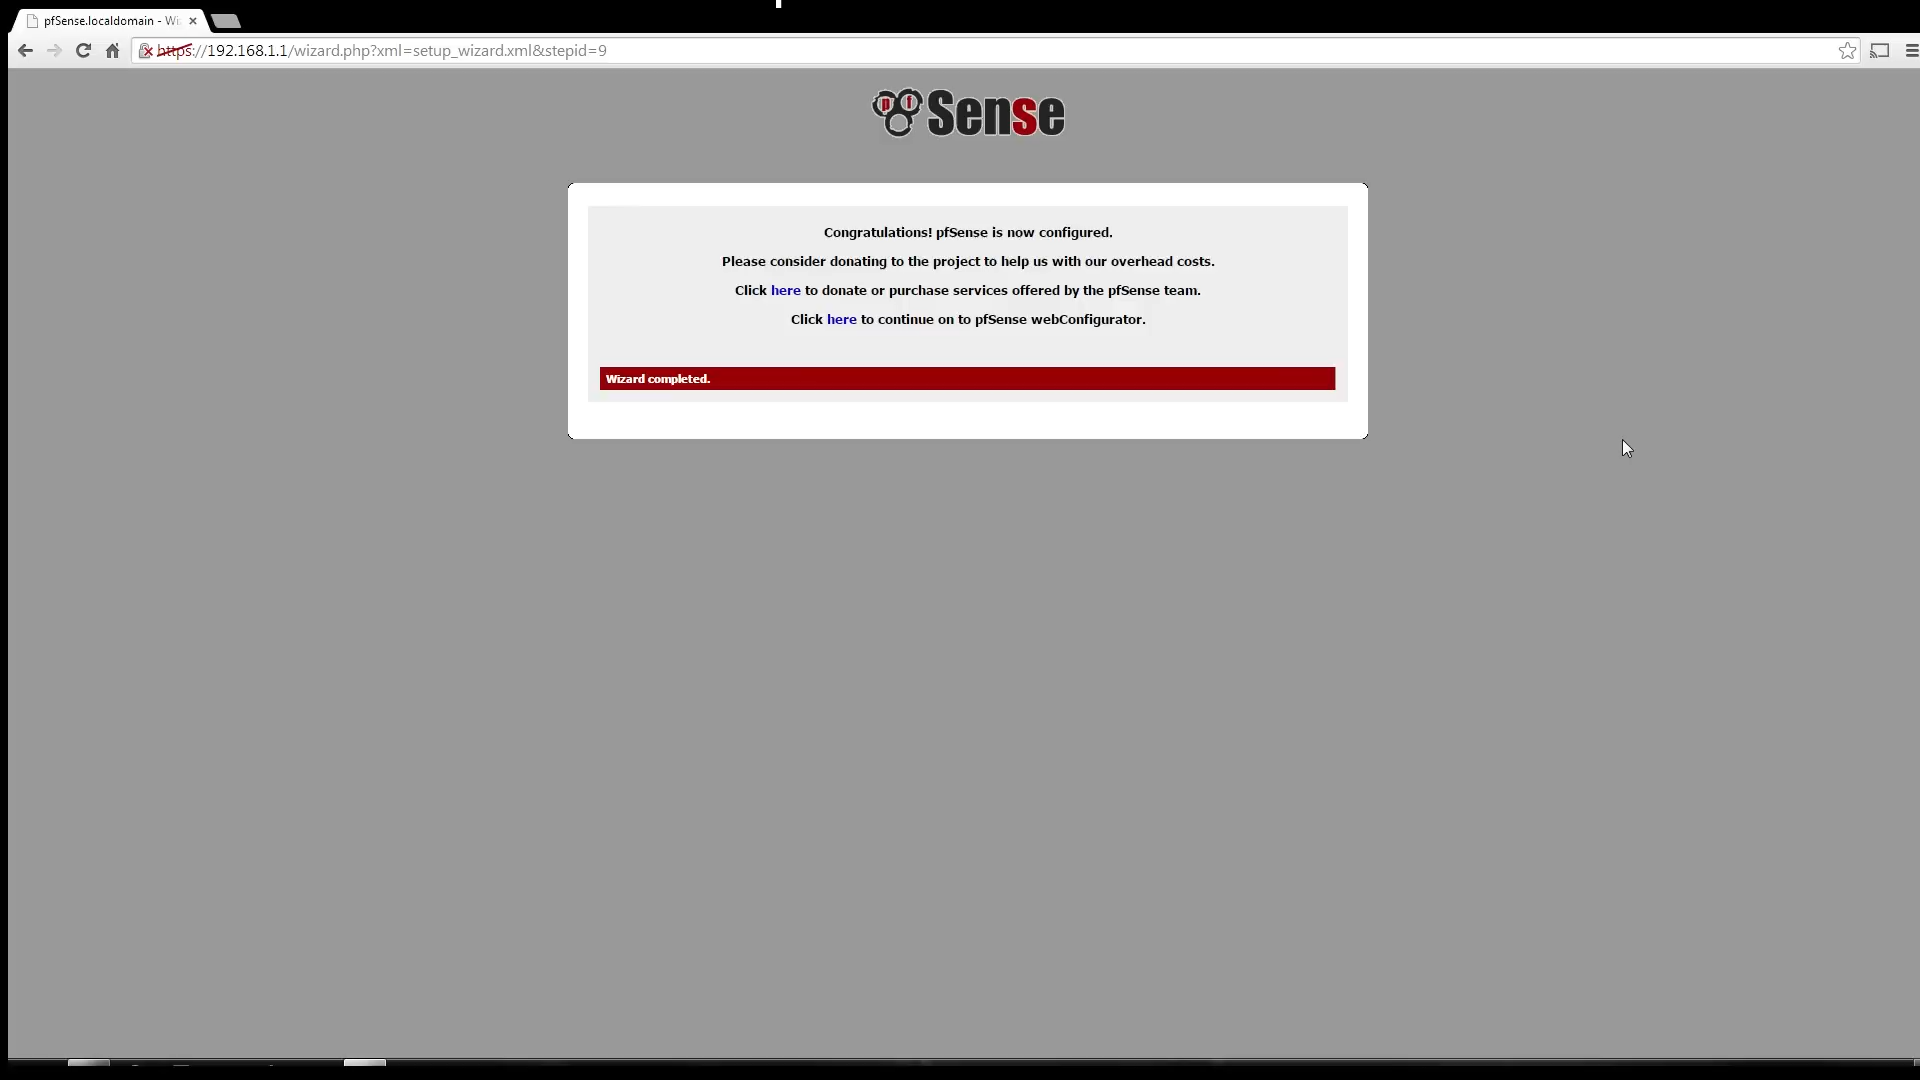 pfSense.localdomain - Wi
https://192.168.1.1/wizard.php?xml=setup_wizard.xml&stepid=9
pfSense
Congratulations! pfSense is now configured.
Please consider donating to the project to help us with our overhead costs.
Click here to donate or purchase services offered by the pfSense team.
Click here to continue on to pfSense webConfigurator.
Wizard completed.